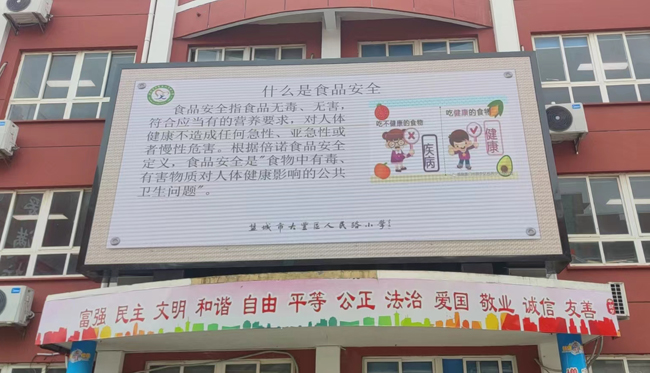 什么是食品安全
食品安全指食品无毒、无害，
符合应当有的营养要求，对人体
健康不造成任何急性、亚急性或
者慢性危害。根据倍诺食品安全
定义，食品安全是"食物中有毒、
有害物质对人体健康影响的公共
卫生问题"。
吃不健康的食物
疾病
吃健康的食物
健康
盐城市大丰区人民路小学
富强 民主 文明 和谐 自由 平等 公正 法治 爱国 敬业 诚信 友善